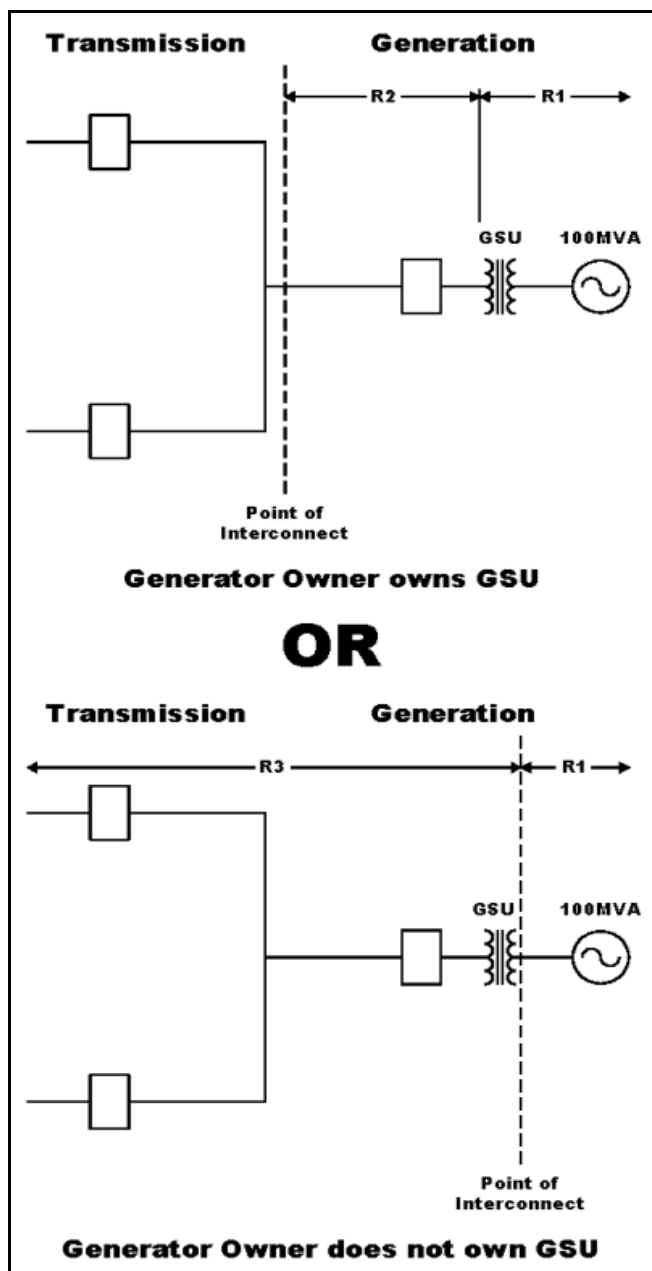 Transmission Generation
R2 R1
GSU 100MVA
Point of
Interconnect
Generator Owner owns GSU
OR
Transmission Generation
R3 R1
GSU 100MVA
Point of
Interconnect
Generator Owner does not own GSU